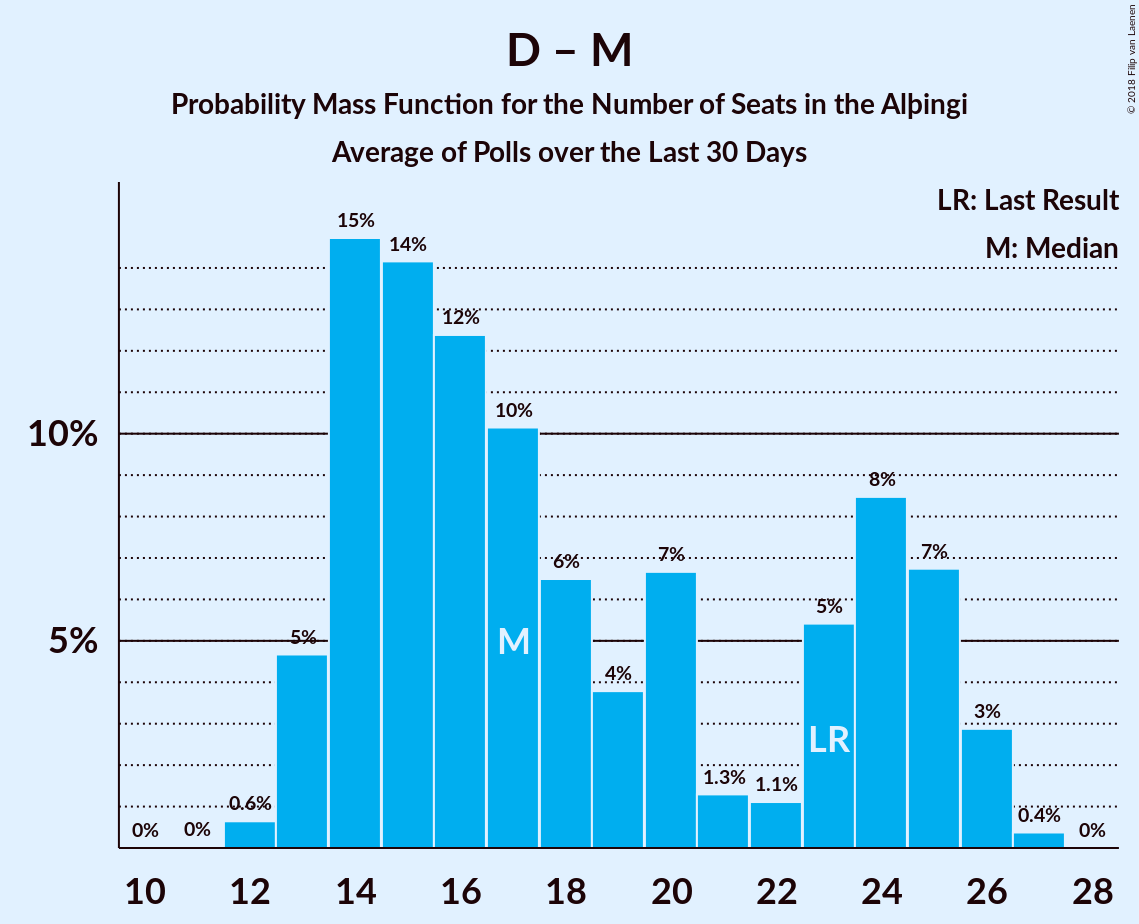 D – M
Probability Mass Function for the Number of Seats in the Alþingi
Average of Polls over the Last 30 Days
© 2018 Filip van Laenen
LR: Last Result
M: Median
10%
5%
0%
0%
0.6%
5%
15%
14%
12%
10%
6%
4%
7%
1.3%
1.1%
5%
8%
7%
3%
0.4%
0%
M
LR
10 12 14 16 18 20 22 24 26 28